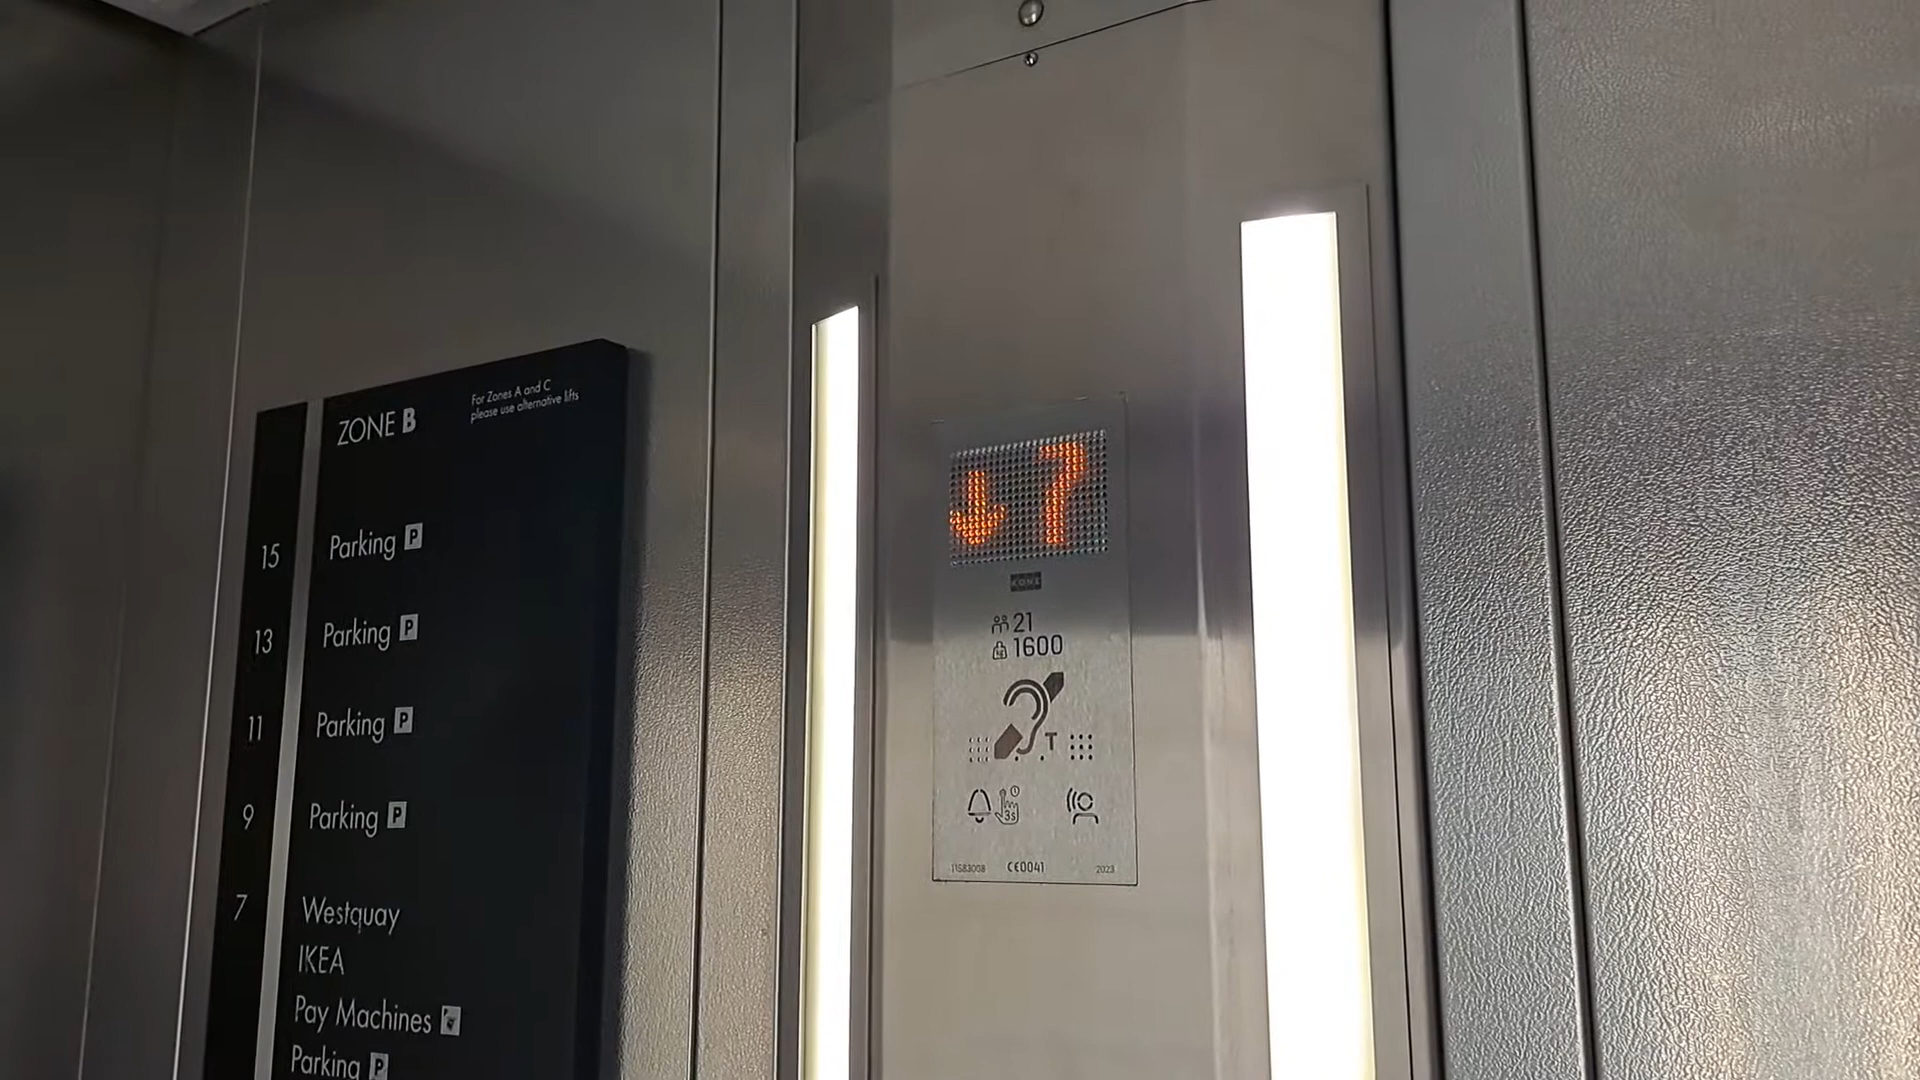 ZONE B
For Zones A and C
please use alternative lifts
15 Parking P
13 Parking P
11 Parking P
9 Parking P
7 Westquay
IKEA
Pay Machines
Parking P
↓7
KONE
21
kg 1600
T
3s
11583008 CE0041 2023